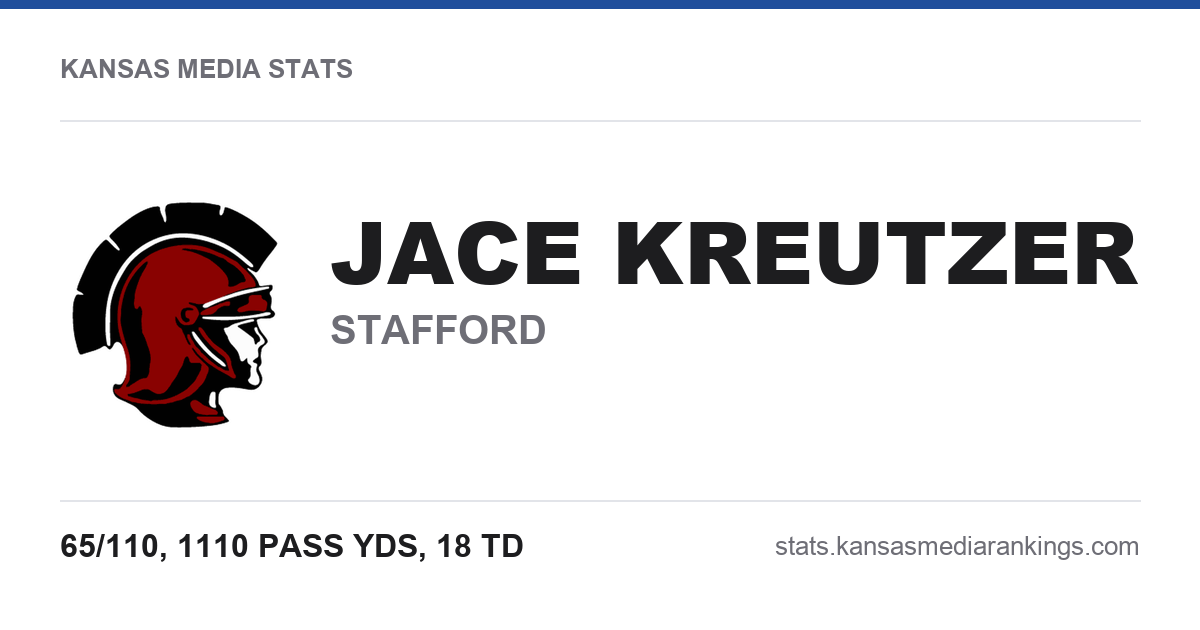 KANSAS MEDIA STATS
JACE KREUTZER
STAFFORD
65/110, 1110 PASS YDS, 18 TD
stats.kansasmediarankings.com